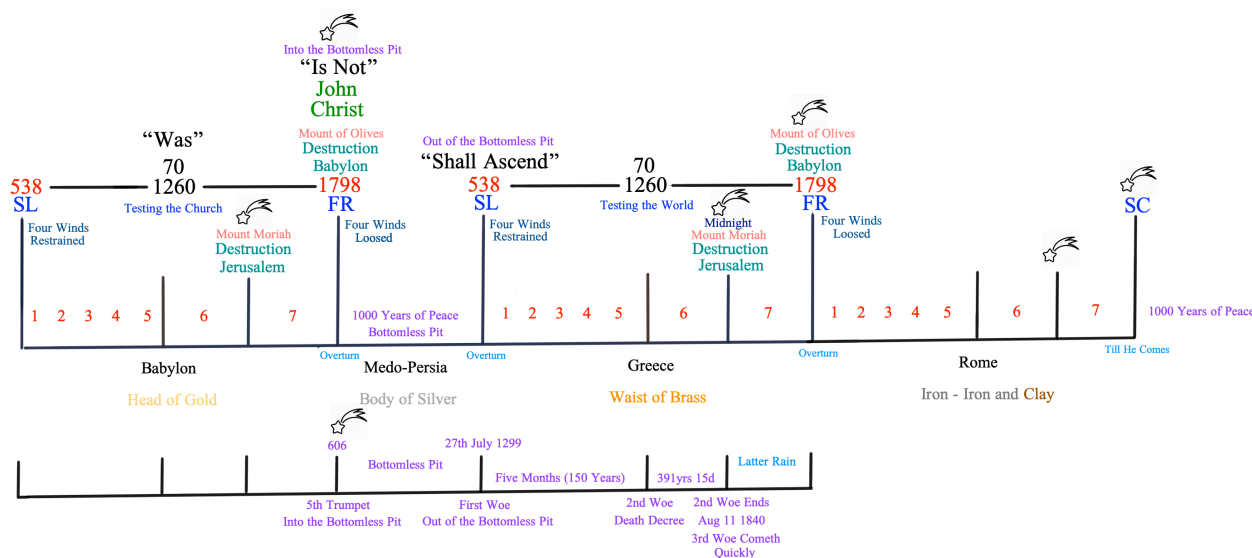 Into the Bottomless Pit
“Is Not”
John
Christ
Mount of Olives
Destruction
Babylon
“Was”
70
538
1260
1798
SL
Testing the Church
FR
Four Winds
Restrained
Mount Moriah
Destruction
Jerusalem
Four Winds
Loosed
Out of the Bottomless Pit
“Shall Ascend”
70
538
1260
SL
Testing the World
Four Winds
Restrained
Midnight
Mount Moriah
Destruction
Jerusalem
Mount of Olives
Destruction
Babylon
1798
FR
Four Winds
Loosed
SC
1 2 3 4 5 6 7
1000 Years of Peace
Bottomless Pit
1 2 3 4 5 6 7
1 2 3 4 5 6 7
1000 Years of Peace
Overturn
Overturn
Overturn
Till He Comes
Babylon
Medo-Persia
Greece
Rome
Head of Gold
Body of Silver
Waist of Brass
Iron - Iron and Clay
606
27th July 1299
Bottomless Pit
Five Months (150 Years)
391yrs 15d
Latter Rain
5th Trumpet
Into the Bottomless Pit
First Woe
Out of the Bottomless Pit
2nd Woe
Death Decree
2nd Woe Ends
Aug 11 1840
3rd Woe Cometh
Quickly